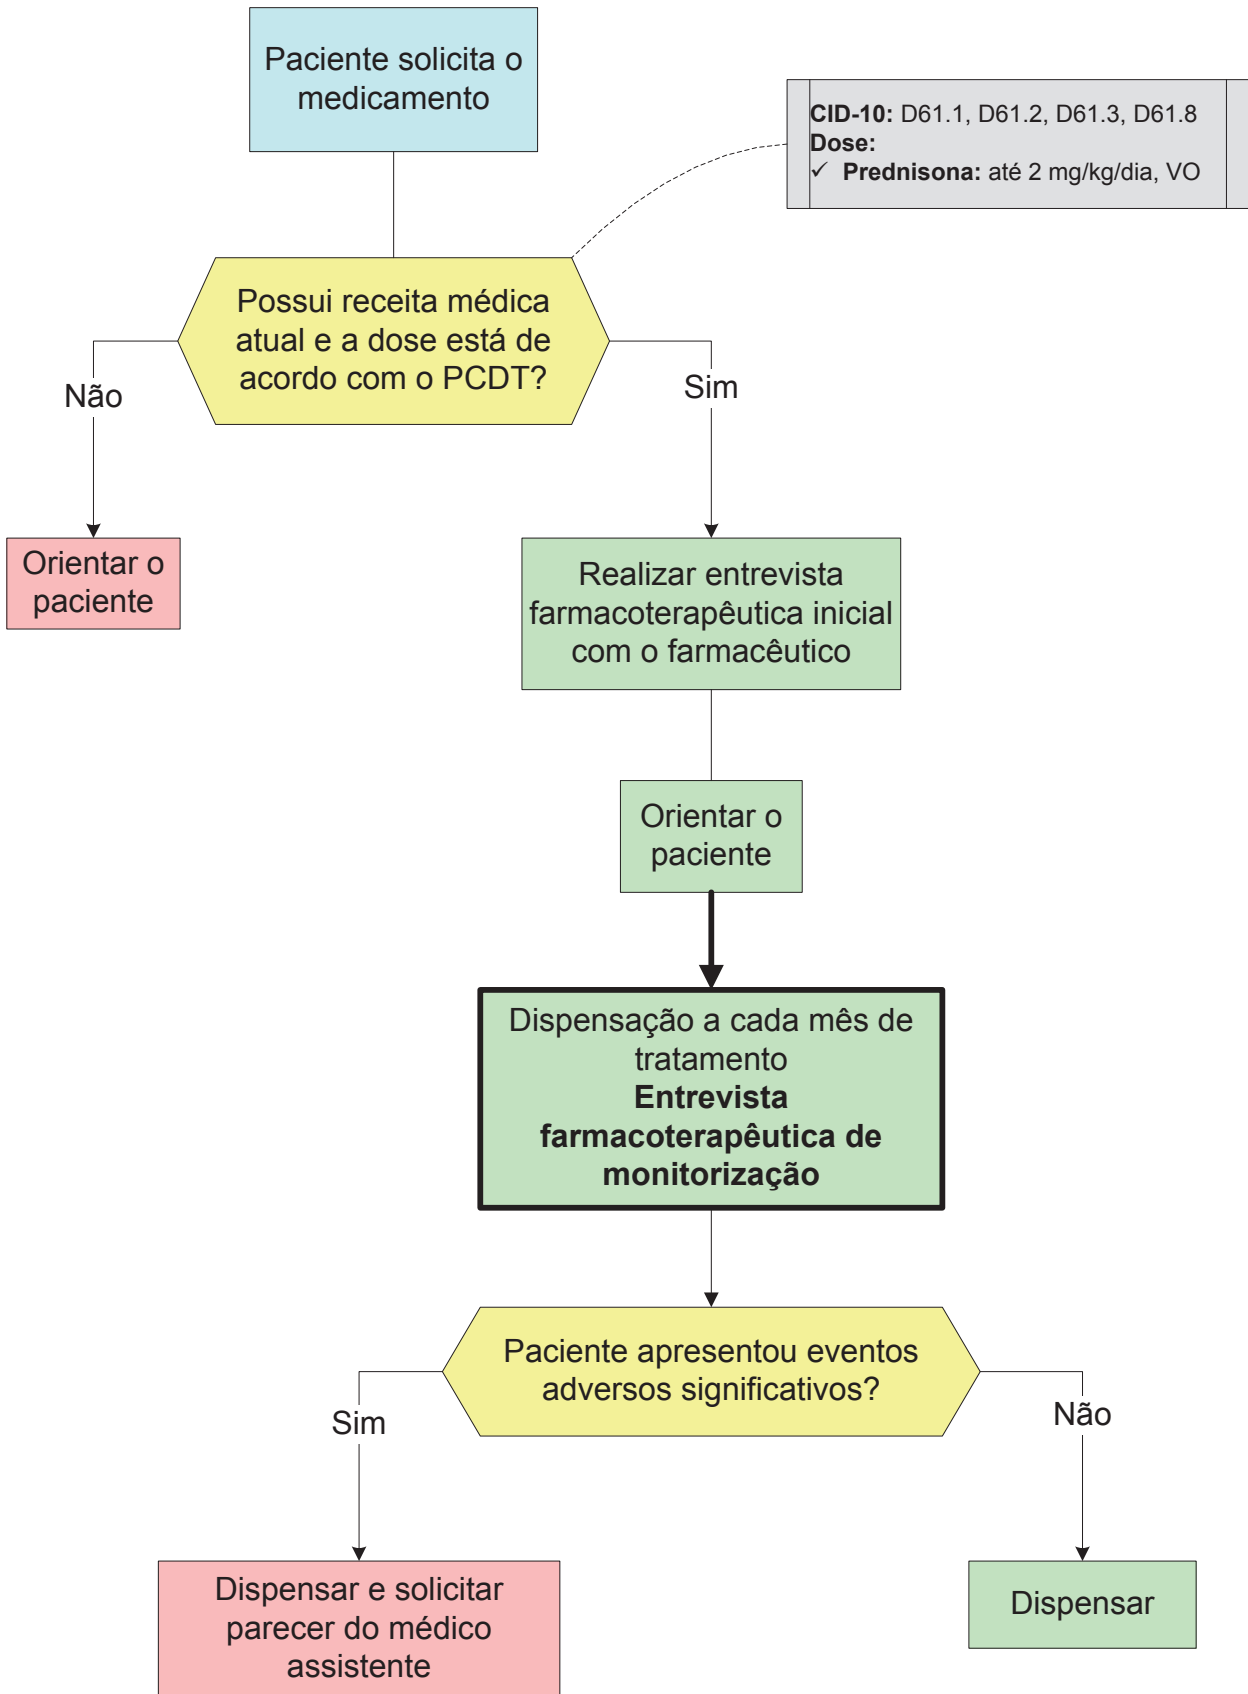 Paciente solicita o
medicamento
CID-10: D61.1, D61.2, D61.3, D61.8
Dose:
✓ Prednisona: até 2 mg/kg/dia, VO
Possui receita médica
atual e a dose está de
acordo com o PCDT?
Não
Sim
Orientar o
paciente
Realizar entrevista
farmacoterapêutica inicial
com o farmacêutico
Orientar o
paciente
Dispensação a cada mês de
tratamento
Entrevista
farmacoterapêutica de
monitorização
Paciente apresentou eventos
adversos significativos?
Sim
Não
Dispensar e solicitar
parecer do médico
assistente
Dispensar